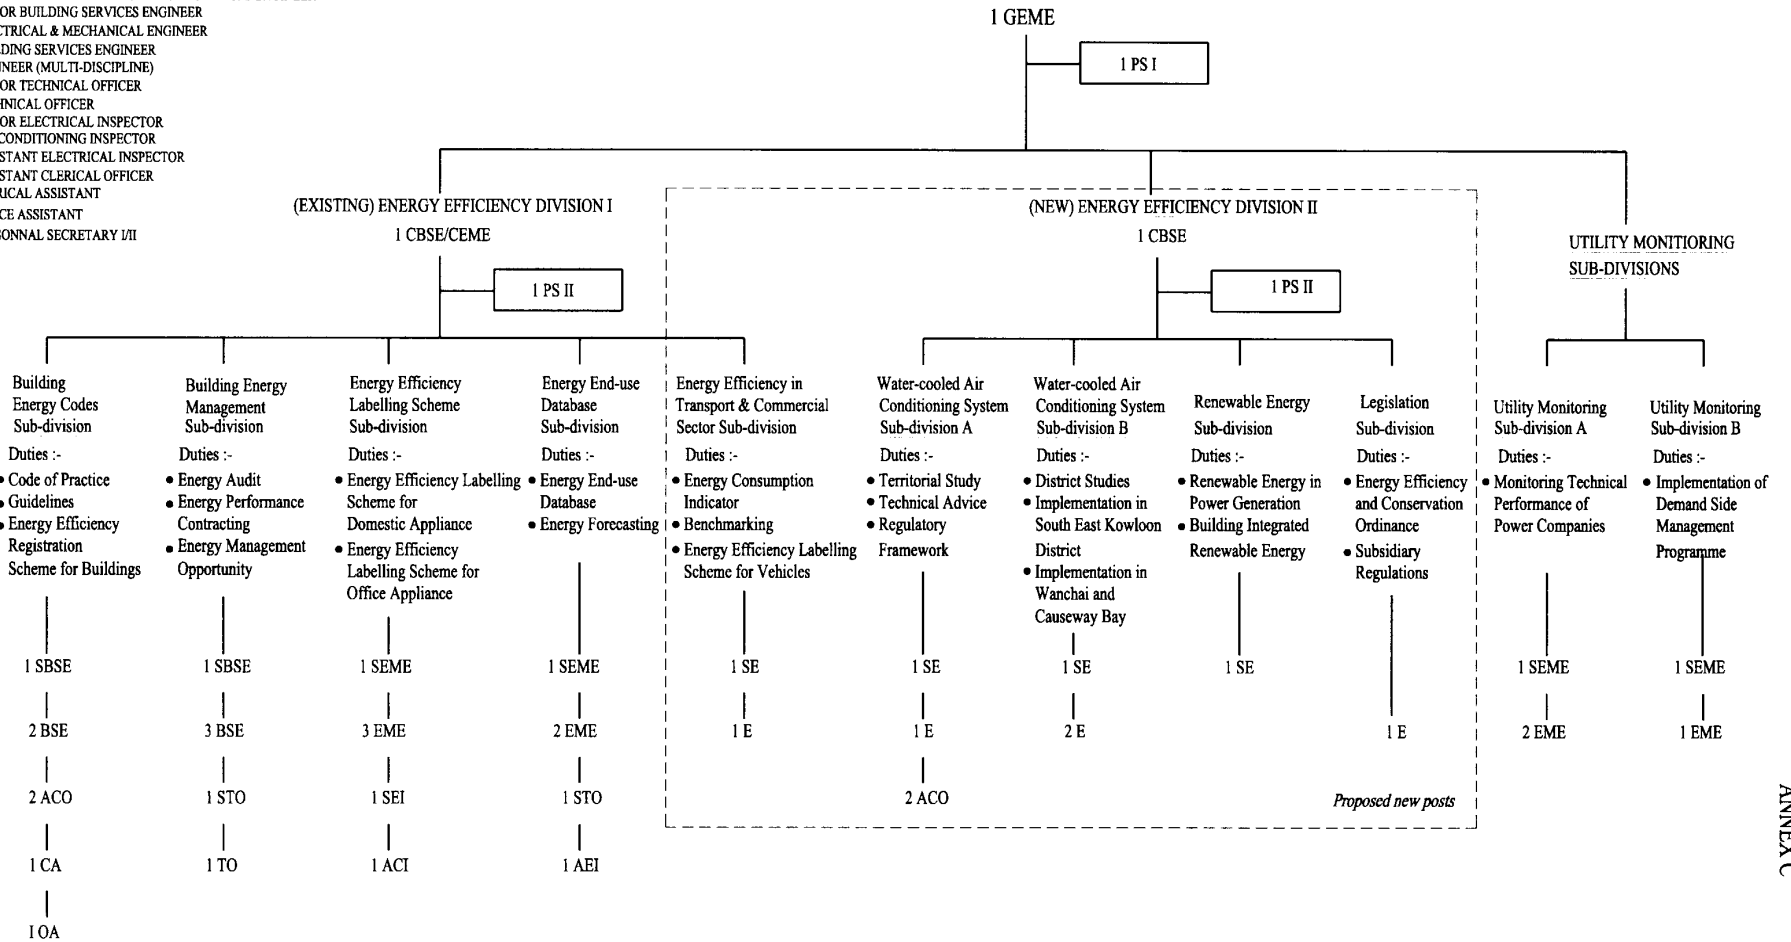 OR BUILDING SERVICES ENGINEER
CTRICAL & MECHANICAL ENGINEER
DING SERVICES ENGINEER
NEER (MULTI-DISCIPLINE)
OR TECHNICAL OFFICER
HNICAL OFFICER
OR ELECTRICAL INSPECTOR
CONDITIONING INSPECTOR
STANT ELECTRICAL INSPECTOR
STANT CLERICAL OFFICER
RICAL ASSISTANT
CE ASSISTANT
ONNAL SECRETARY I/II
1 GEME
1 PS I
(EXISTING) ENERGY EFFICIENCY DIVISION I
1 CBSE/CEME
1 PS II
(NEW) ENERGY EFFICIENCY DIVISION II
1 CBSE
1 PS II
UTILITY MONITIORING
SUB-DIVISIONS
Building
Energy Codes
Sub-division
Duties :-
• Code of Practice
• Guidelines
• Energy Efficiency
Registration
Scheme for Buildings
1 SBSE
2 BSE
2 ACO
1 CA
I OA
Building Energy
Management
Sub-division
Duties :-
• Energy Audit
• Energy Performance
Contracting
• Energy Management
Opportunity
1 SBSE
3 BSE
1 STO
1 TO
Energy Efficiency
Labelling Scheme
Sub-division
Duties :-
• Energy Efficiency Labelling
Scheme for
Domestic Appliance
• Energy Efficiency
Labelling Scheme for
Office Appliance
1 SEME
3 EME
1 SEI
1 ACI
Energy End-use
Database
Sub-division
Duties :-
• Energy End-use
Database
• Energy Forecasting
1 SEME
2 EME
1 STO
1 AEI
Energy Efficiency in
Transport & Commercial
Sector Sub-division
Duties :-
• Energy Consumption
Indicator
• Benchmarking
• Energy Efficiency Labelling
Scheme for Vehicles
1 SE
1 E
Water-cooled Air
Conditioning System
Sub-division A
Duties :-
• Territorial Study
• Technical Advice
• Regulatory
Framework
1 SE
1 E
2 ACO
Water-cooled Air
Conditioning System
Sub-division B
Duties :-
• District Studies
• Implementation in
South East Kowloon
District
• Implementation in
Wanchai and
Causeway Bay
1 SE
2 E
Renewable Energy
Sub-division
Duties :-
• Renewable Energy in
Power Generation
• Building Integrated
Renewable Energy
1 SE
Legislation
Sub-division
Duties :-
• Energy Efficiency
and Conservation
Ordinance
• Subsidiary
Regulations
1 E
Proposed new posts
Utility Monitoring
Sub-division A
Duties :-
• Monitoring Technical
Performance of
Power Companies
1 SEME
2 EME
Utility Monitoring
Sub-division B
Duties :-
• Implementation of
Demand Side
Management
Programme
1 SEME
1 EME
ANNEX C